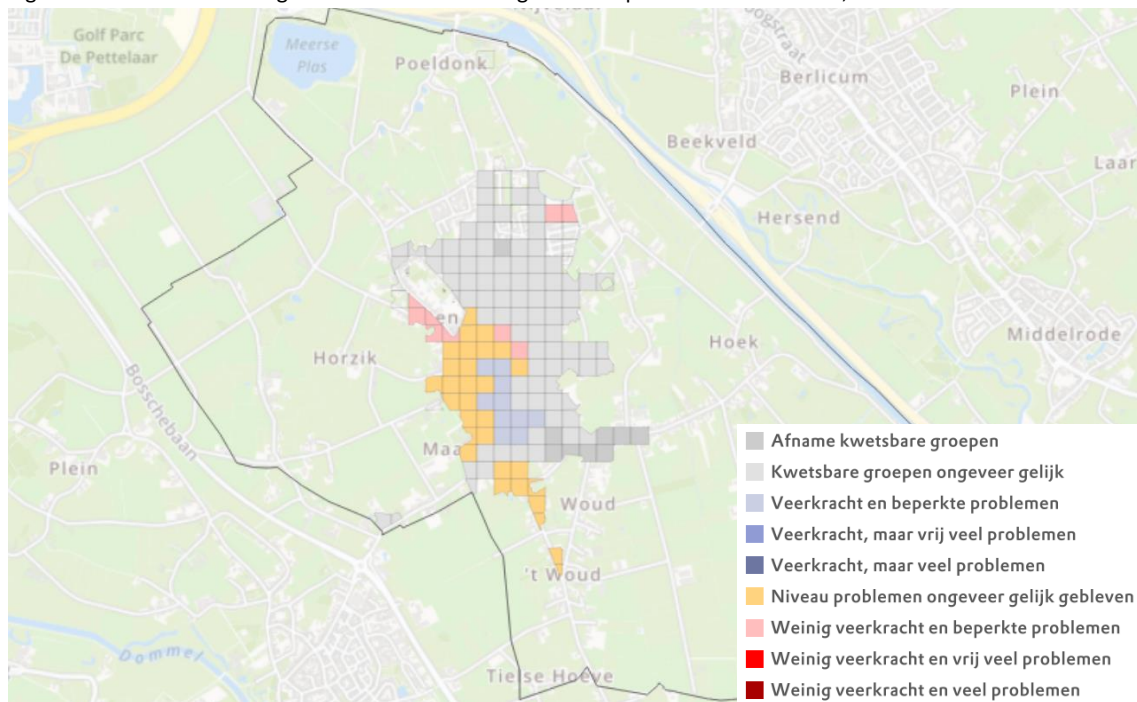 Golf Parc
De Pettelaar
Meerse
Plas
Poeldonk
Berlicum
Plein
Beekveld
Laar
Hersend
en
Middelrode
Hoek
Horzik
Bosschebaan
Maa
Plein
Woud
't Woud
Dommel
Tielse Hoeve
Afname kwetsbare groepen
Kwetsbare groepen ongeveer gelijk
Veerkracht en beperkte problemen
Veerkracht, maar vrij veel problemen
Veerkracht, maar veel problemen
Niveau problemen ongeveer gelijk gebleven
Weinig veerkracht en beperkte problemen
Weinig veerkracht en vrij veel problemen
Weinig veerkracht en veel problemen